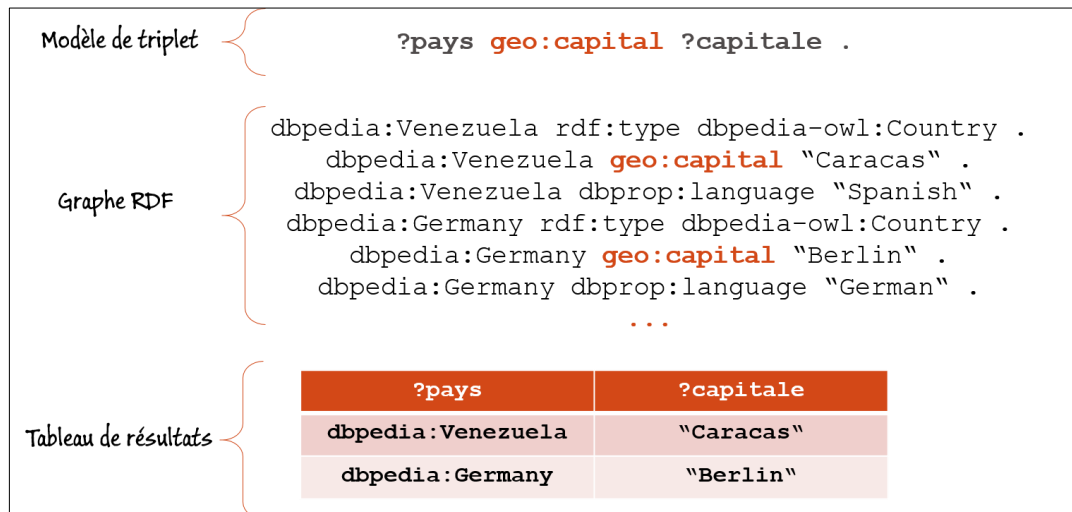 Modèle de triplet
?pays geo:capital ?capitale .
Graphe RDF
dbpedia:Venezuela rdf:type dbpedia-owl:Country .
dbpedia:Venezuela geo:capital “Caracas“ .
dbpedia:Venezuela dbprop:language “Spanish“ .
dbpedia:Germany rdf:type dbpedia-owl:Country .
dbpedia:Germany geo:capital “Berlin“ .
dbpedia:Germany dbprop:language “German“ .
...
Tableau de résultats
?pays ?capitale
dbpedia:Venezuela “Caracas“
dbpedia:Germany “Berlin“